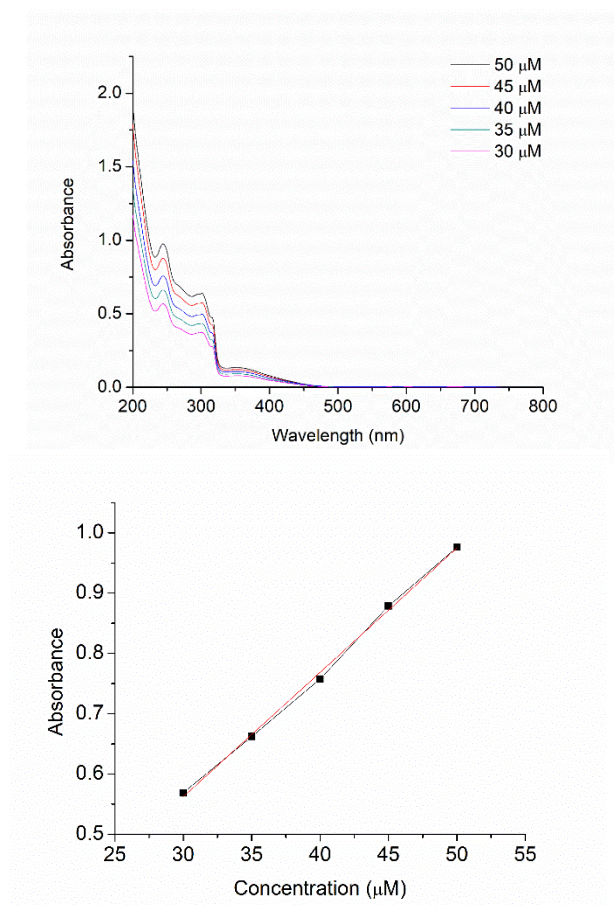 50 μM
45 μM
40 μM
35 μM
30 μM
2.0
1.5
1.0
0.5
0.0
Absorbance
200 300 400 500 600 700 800
Wavelength (nm)
1.0
0.9
0.8
0.7
0.6
0.5
Absorbance
25 30 35 40 45 50 55
Concentration (μM)